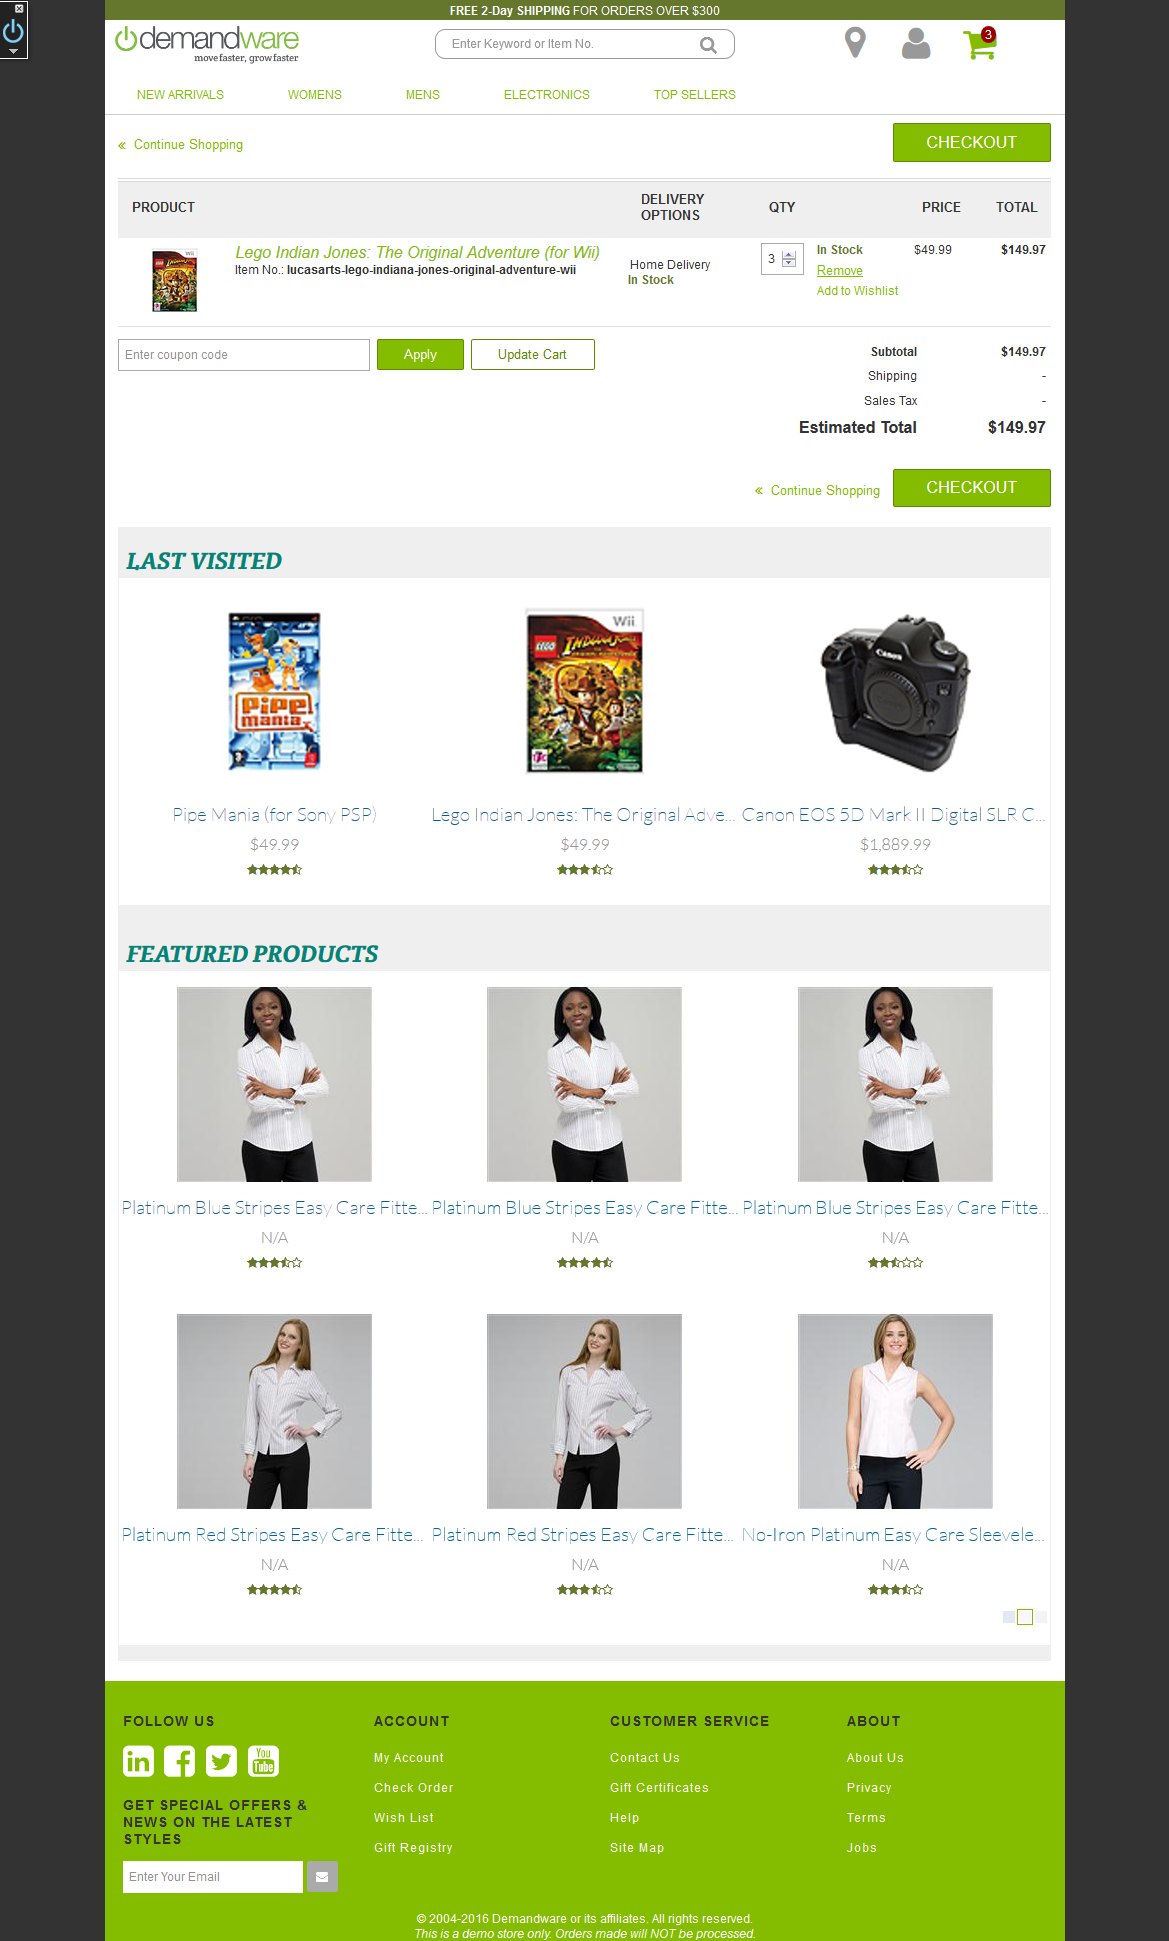 FREE 2-Day SHIPPING FOR ORDERS OVER $300
demandware
move faster, grow faster
Enter Keyword or Item No.
3
NEW ARRIVALS WOMENS MENS ELECTRONICS TOP SELLERS
« Continue Shopping
CHECKOUT
PRODUCT DELIVERY OPTIONS QTY PRICE TOTAL
Lego Indian Jones: The Original Adventure (for Wii)
Item No.: lucasarts-lego-indiana-jones-original-adventure-wii
Home Delivery
In Stock
3
In Stock
Remove
Add to Wishlist
$49.99
$149.97
Enter coupon code
Apply
Update Cart
Subtotal $149.97
Shipping -
Sales Tax -
Estimated Total $149.97
« Continue Shopping
CHECKOUT
LAST VISITED
PiPe mania
Wii
LEGO INDIANA JONES
Canon
Pipe Mania (for Sony PSP)
$49.99
Lego Indian Jones: The Original Adve...
$49.99
Canon EOS 5D Mark II Digital SLR C...
$1,889.99
FEATURED PRODUCTS
Platinum Blue Stripes Easy Care Fitte...
N/A
Platinum Blue Stripes Easy Care Fitte...
N/A
Platinum Blue Stripes Easy Care Fitte...
N/A
Platinum Red Stripes Easy Care Fitte...
N/A
Platinum Red Stripes Easy Care Fitte...
N/A
No-Iron Platinum Easy Care Sleevele...
N/A
FOLLOW US
in
You Tube
GET SPECIAL OFFERS &
NEWS ON THE LATEST
STYLES
Enter Your Email
ACCOUNT
My Account
Check Order
Wish List
Gift Registry
CUSTOMER SERVICE
Contact Us
Gift Certificates
Help
Site Map
ABOUT
About Us
Privacy
Terms
Jobs
© 2004-2016 Demandware or its affiliates. All rights reserved.
This is a demo store only. Orders made will NOT be processed.